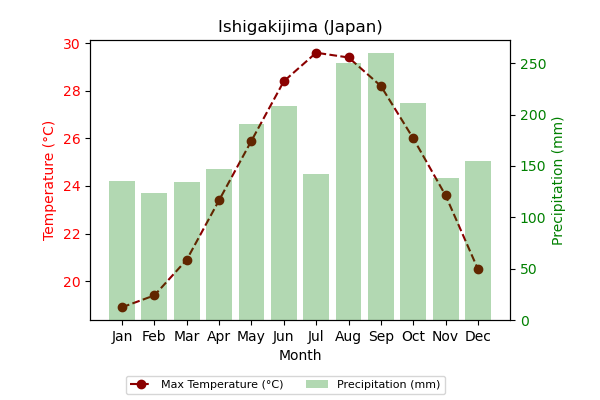 Ishigakijima (Japan)
30
28
26
24
22
20
Temperature (°C)
250
200
150
100
50
0
Precipitation (mm)
Jan Feb Mar Apr May Jun Jul Aug Sep Oct Nov Dec
Month
Max Temperature (°C) Precipitation (mm)